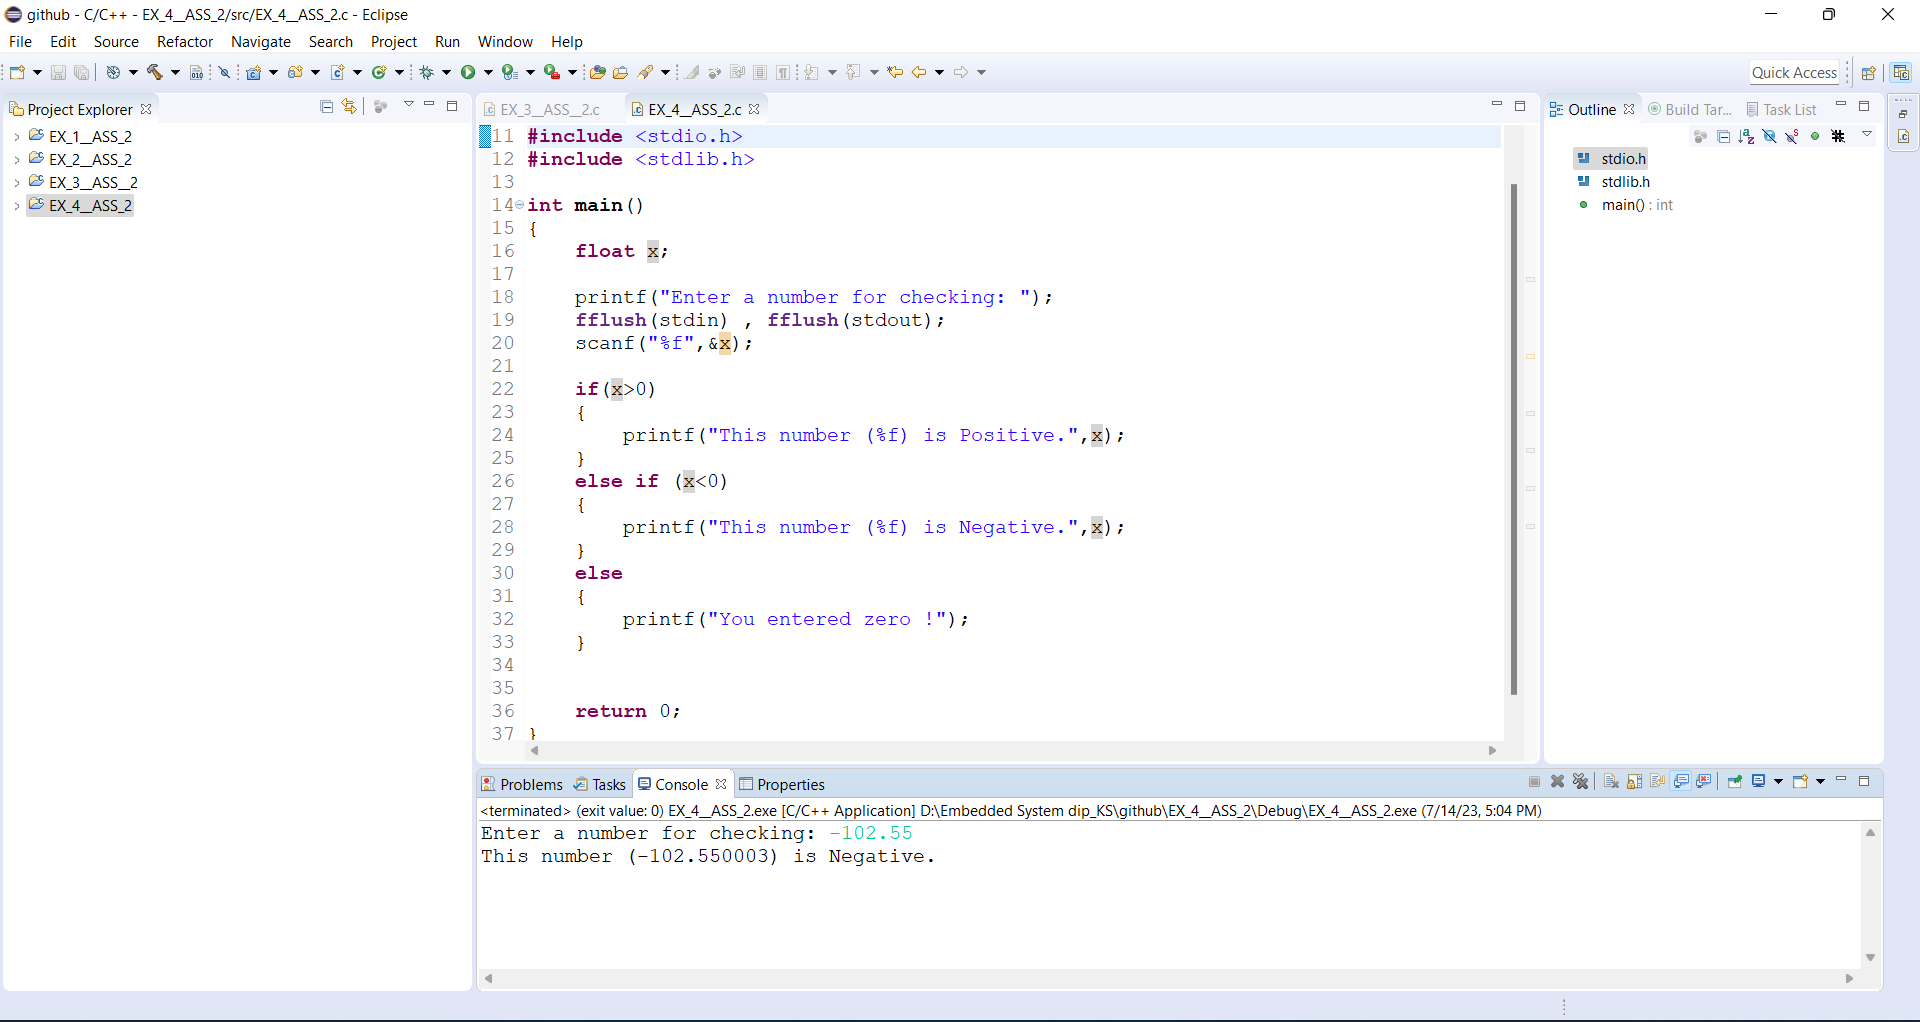 github - C/C++ - EX_4__ASS_2/src/EX_4__ASS_2.c - Eclipse
File Edit Source Refactor Navigate Search Project Run Window Help
Quick Access
Project Explorer
EX_1__ASS_2
EX_2__ASS_2
EX_3__ASS__2
EX_4__ASS_2
EX_3__ASS__2.c EX_4__ASS_2.c
11 #include <stdio.h>
12 #include <stdlib.h>
13
14 int main()
15 {
16 float x;
17
18 printf("Enter a number for checking: ");
19 fflush(stdin) , fflush(stdout);
20 scanf("%f",&x);
21
22 if(x>0)
23 {
24 printf("This number (%f) is Positive.",x);
25 }
26 else if (x<0)
27 {
28 printf("This number (%f) is Negative.",x);
29 }
30 else
31 {
32 printf("You entered zero !");
33 }
34
35
36 return 0;
37 }
Outline Build Tar... Task List
stdio.h
stdlib.h
main() : int
Problems Tasks Console Properties
<terminated> (exit value: 0) EX_4__ASS_2.exe [C/C++ Application] D:\Embedded System dip_KS\github\EX_4__ASS_2\Debug\EX_4__ASS_2.exe (7/14/23, 5:04 PM)
Enter a number for checking: -102.55
This number (-102.550003) is Negative.